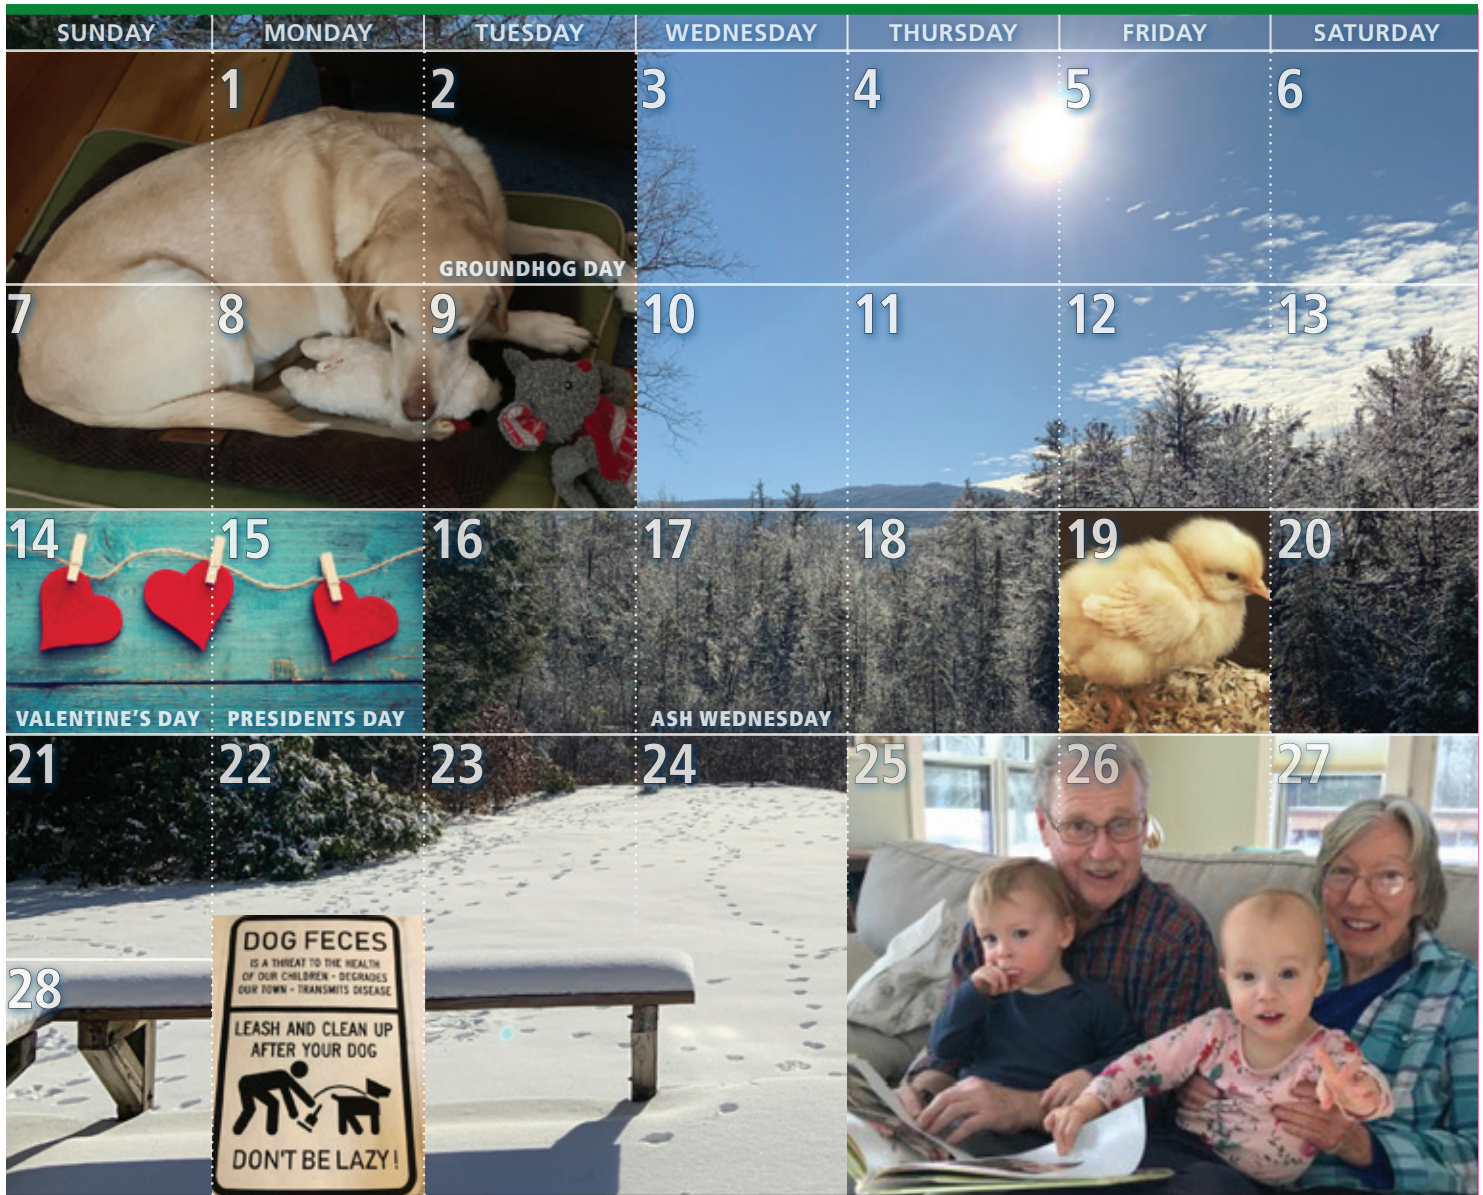 SUNDAY MONDAY TUESDAY WEDNESDAY THURSDAY FRIDAY SATURDAY
1 2 3 4 5 6
GROUNDHOG DAY
7 8 9 10 11 12 13
14 15 16 17 18 19 20
VALENTINE'S DAY PRESIDENTS DAY ASH WEDNESDAY
21 22 23 24 25 26 27
28
DOG FECES
IS A THREAT TO THE HEALTH
OF OUR CHILDREN - DEGRADES
OUR TOWN - TRANSMITS DISEASE
LEASH AND CLEAN UP
AFTER YOUR DOG
DON'T BE LAZY!